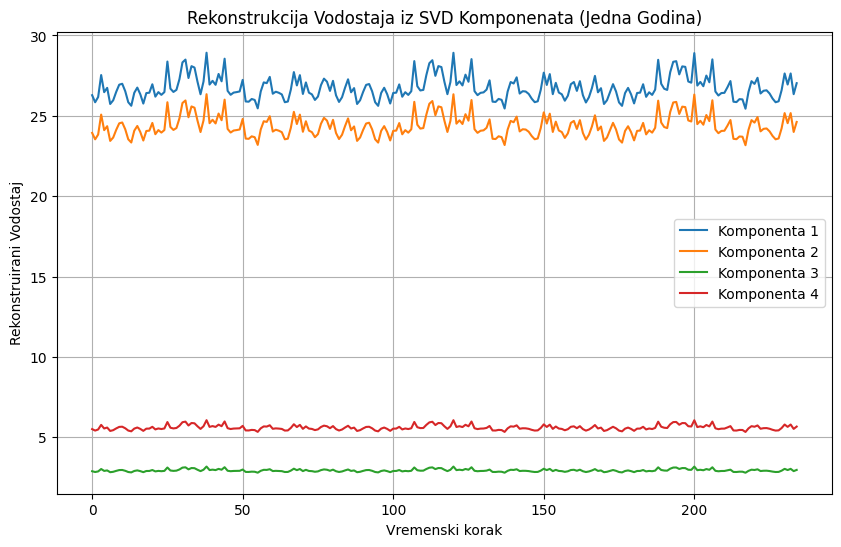 Rekonstrukcija Vodostaja iz SVD Komponenata (Jedna Godina)
30
25
20
15
10
5
Rekonstruirani Vodostaj
Komponenta 1
Komponenta 2
Komponenta 3
Komponenta 4
0
50
100
150
200
Vremenski korak